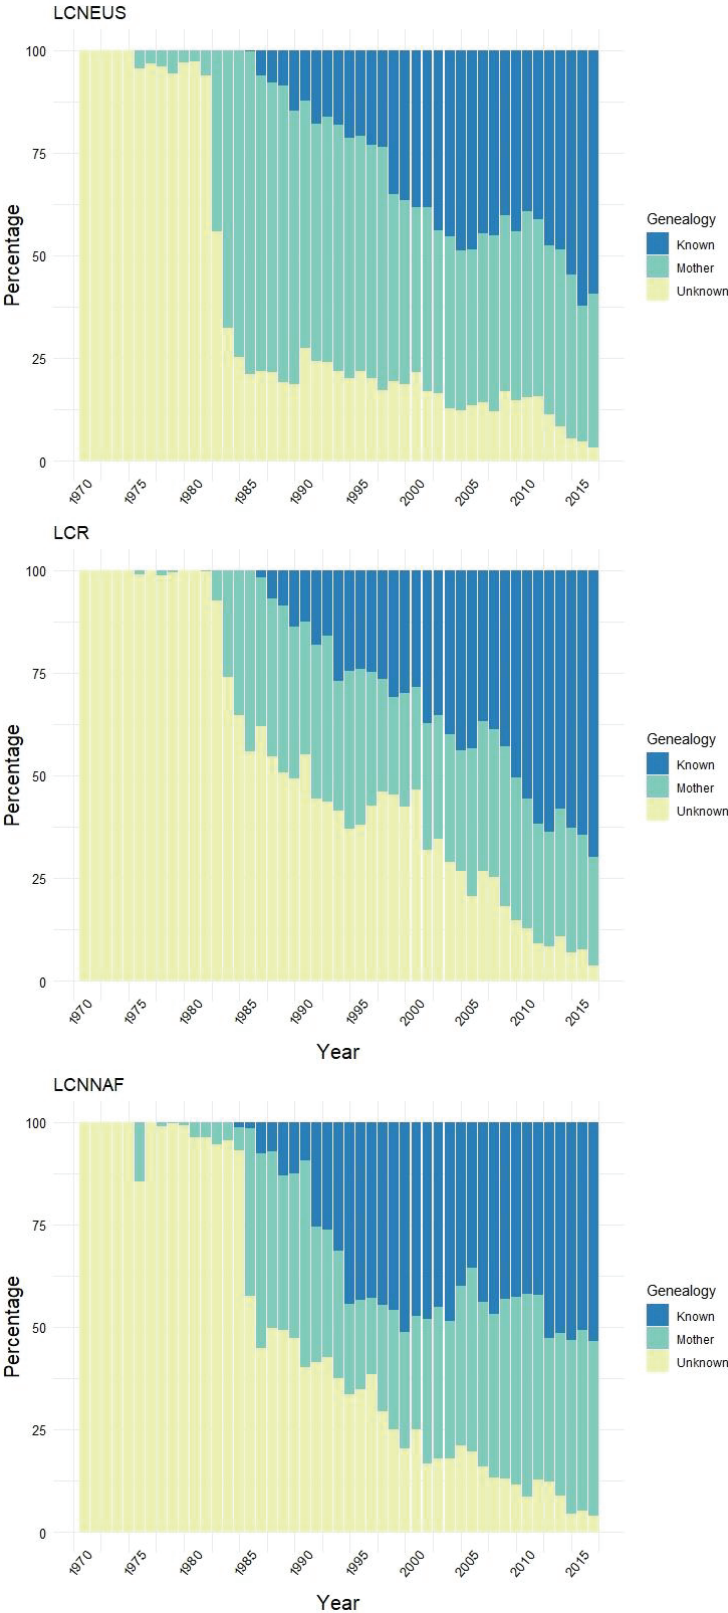 LCNEUS
100
75
50
25
0
Percentage
1970 1975 1980 1985 1990 1995 2000 2005 2010 2015
Genealogy
Known
Mother
Unknown
LCR
100
75
50
25
0
Percentage
1970 1975 1980 1985 1990 1995 2000 2005 2010 2015
Year
Genealogy
Known
Mother
Unknown
LCNNAF
100
75
50
25
0
Percentage
1970 1975 1980 1985 1990 1995 2000 2005 2010 2015
Year
Genealogy
Known
Mother
Unknown